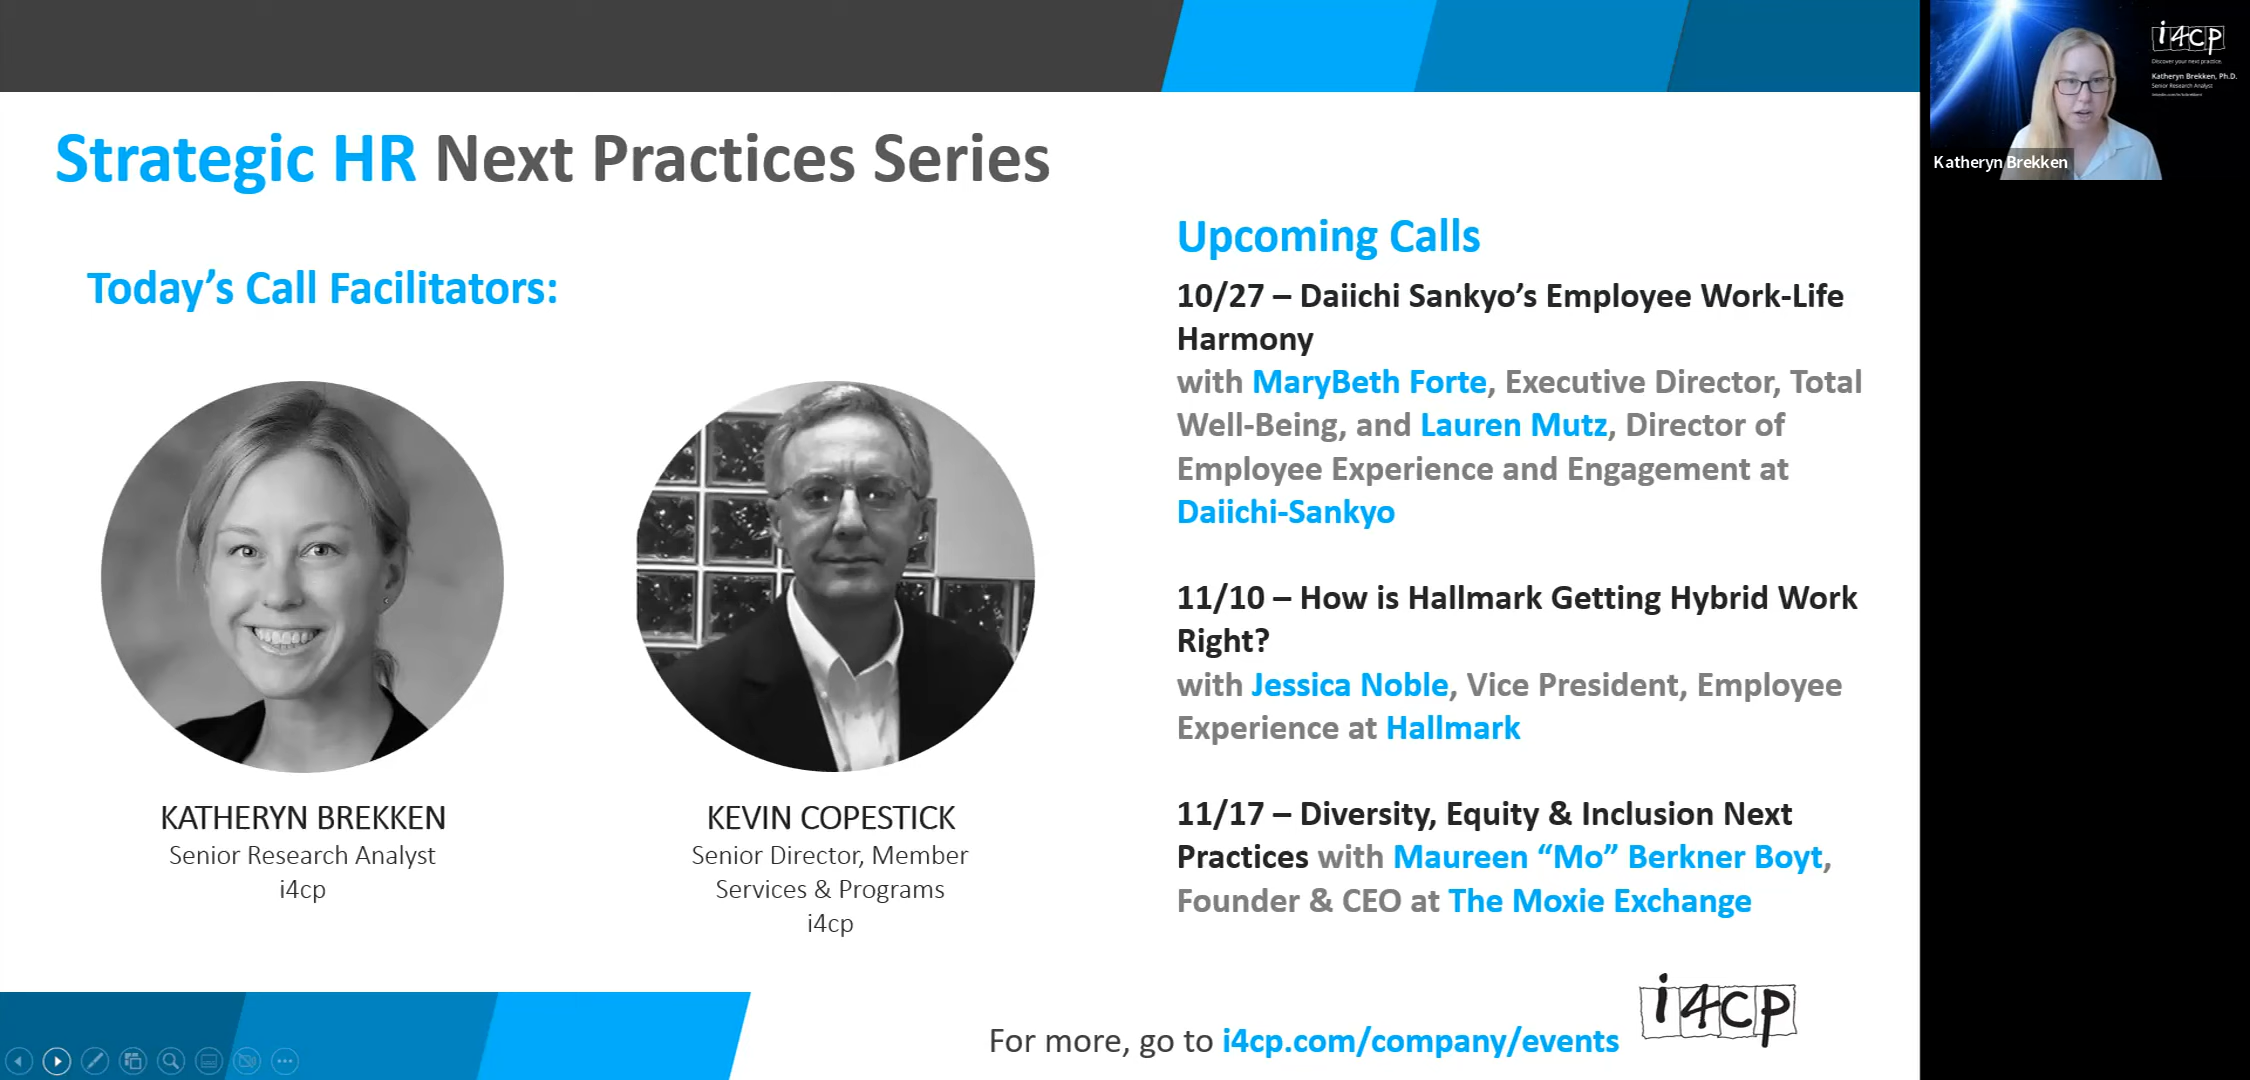 Strategic HR Next Practices Series
Today’s Call Facilitators:
KATHERYN BREKKEN
Senior Research Analyst
i4cp
KEVIN COPESTICK
Senior Director, Member
Services & Programs
i4cp
Upcoming Calls
10/27 – Daiichi Sankyo’s Employee Work-Life
Harmony
with MaryBeth Forte, Executive Director, Total
Well-Being, and Lauren Mutz, Director of
Employee Experience and Engagement at
Daiichi-Sankyo
11/10 – How is Hallmark Getting Hybrid Work
Right?
with Jessica Noble, Vice President, Employee
Experience at Hallmark
11/17 – Diversity, Equity & Inclusion Next
Practices with Maureen “Mo” Berkner Boyt,
Founder & CEO at The Moxie Exchange
For more, go to i4cp.com/company/events
i4cp
i4cp
Discover your next practice.
Katheryn Brekken, Ph.D.
Senior Research Analyst
Katheryn Brekken